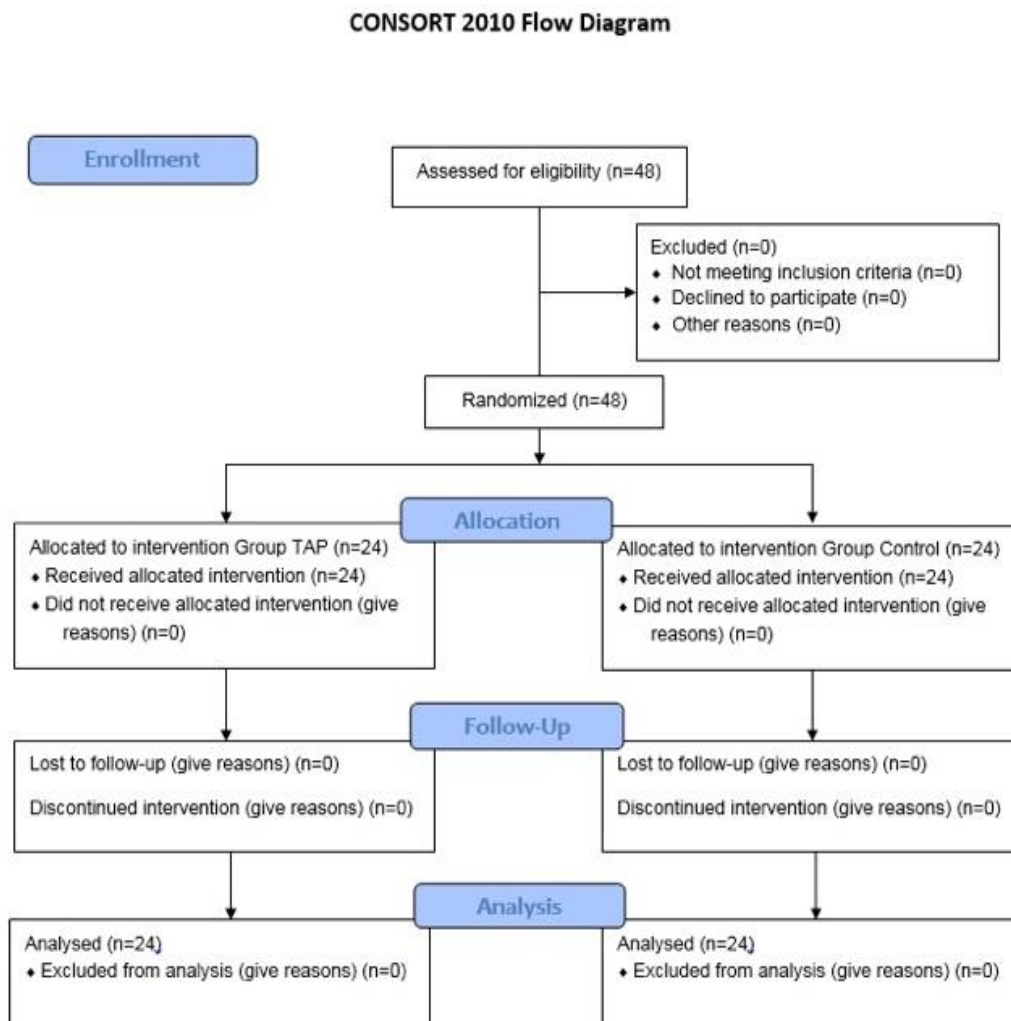 CONSORT 2010 Flow Diagram
Enrollment
Assessed for eligibility (n=48)
Excluded (n=0)
♦ Not meeting inclusion criteria (n=0)
♦ Declined to participate (n=0)
♦ Other reasons (n=0)
Randomized (n=48)
Allocation
Allocated to intervention Group TAP (n=24)
♦ Received allocated intervention (n=24)
♦ Did not receive allocated intervention (give
reasons) (n=0)
Allocated to intervention Group Control (n=24)
♦ Received allocated intervention (n=24)
♦ Did not receive allocated intervention (give
reasons) (n=0)
Follow-Up
Lost to follow-up (give reasons) (n=0)
Discontinued intervention (give reasons) (n=0)
Lost to follow-up (give reasons) (n=0)
Discontinued intervention (give reasons) (n=0)
Analysis
Analysed (n=24)
♦ Excluded from analysis (give reasons) (n=0)
Analysed (n=24)
♦ Excluded from analysis (give reasons) (n=0)